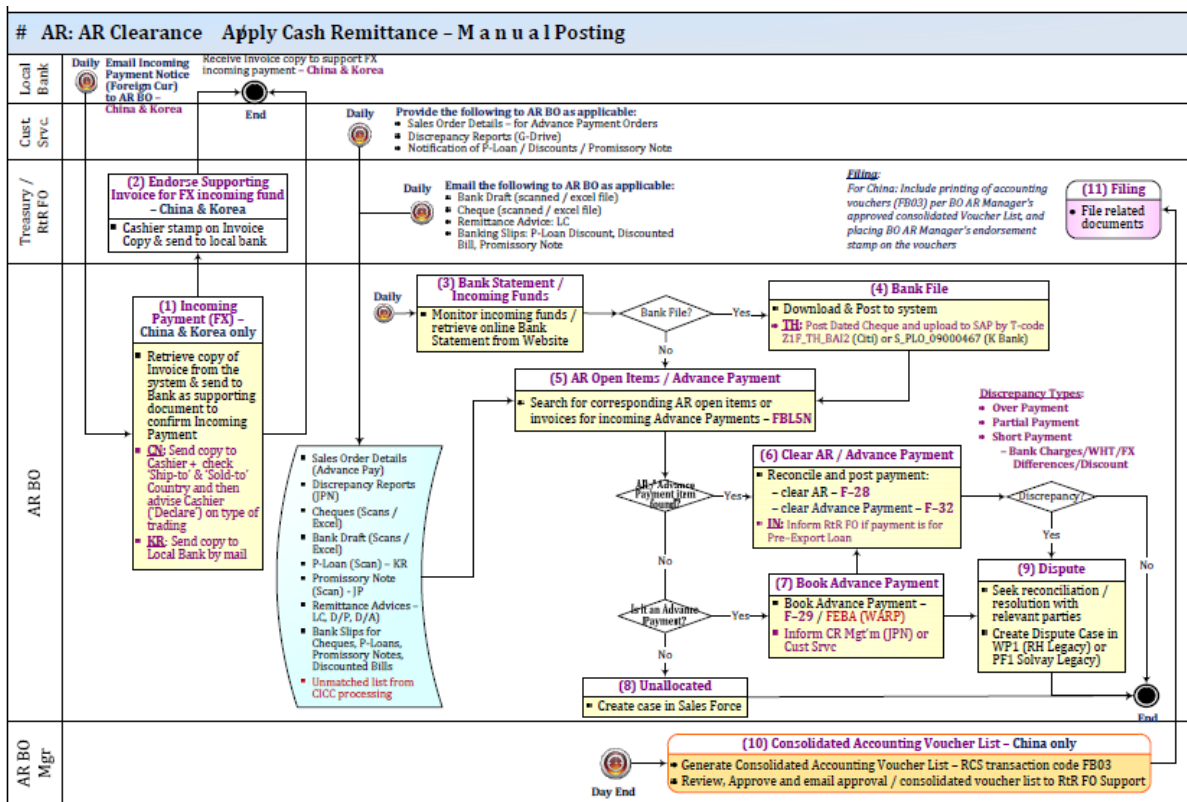 # AR: AR Clearance Apply Cash Remittance – M a n u a l Posting
Local
Bank
Daily
Email Incoming
Payment Notice
(Foreign Cur)
to AR BO –
China & Korea
Receive Invoice copy to support FX
incoming payment – China & Korea
End
Cust.
Srvc.
Daily
Provide the following to AR BO as applicable:
Sales Order Details – for Advance Payment Orders
Discrepancy Reports (G-Drive)
Notification of P-Loan / Discounts / Promissory Note
Treasury /
RtR FO
(2) Endorse Supporting
Invoice for FX incoming fund
– China & Korea
Cashier stamp on Invoice
Copy & send to local bank
Daily
Email the following to AR BO as applicable:
Bank Draft (scanned / excel file)
Cheque (scanned / excel file)
Remittance Advice: LC
Banking Slips: P-Loan Discount, Discounted
Bill, Promissory Note
Filing:
For China: Include printing of accounting
vouchers (FB03) per BO AR Manager's
approved consolidated Voucher List, and
placing BO AR Manager's endorsement
stamp on the vouchers
(11) Filing
File related
documents
AR BO
(1) Incoming
Payment (FX) –
China & Korea only
Retrieve copy of
Invoice from the
system & send to
Bank as supporting
document to
confirm Incoming
Payment
CN: Send copy to
Cashier + check
'Ship-to' & 'Sold-to'
Country and then
advise Cashier
('Declare') on type of
trading
KR: Send copy to
Local Bank by mail
Daily
(3) Bank Statement /
Incoming Funds
Monitor incoming funds /
retrieve online Bank
Statement from Website
Bank File?
Yes
No
(4) Bank File
Download & Post to system
TH: Post Dated Cheque and upload to SAP by T-code
Z1F_TH_BAI2 (Citi) or S_PLO_09000467 (K Bank)
(5) AR Open Items / Advance Payment
Search for corresponding AR open items or
invoices for incoming Advance Payments – FBL5N
Discrepancy Types:
Over Payment
Partial Payment
Short Payment
– Bank Charges/WHT/FX
Differences/Discount
Sales Order Details
(Advance Pay)
Discrepancy Reports
(JPN)
Cheques (Scans /
Excel)
Bank Draft (Scans /
Excel)
P-Loan (Scan) – KR
Promissory Note
(Scan) - JP
Remittance Advices –
LC, D/P, D/A)
Bank Slips for
Cheques, P-Loans,
Promissory Notes,
Discounted Bills
Unmatched list from
CICC processing
AR / Advance
Payment item
found?
Yes
No
(6) Clear AR / Advance Payment
Reconcile and post payment:
– clear AR – F-28
– clear Advance Payment – F-32
IN: Inform RtR FO if payment is for
Pre-Export Loan
Discrepancy?
Yes
No
Is it an Advance
Payment?
Yes
No
(7) Book Advance Payment
Book Advance Payment –
F-29 / FEBA (WARP)
Inform CR Mgt'm (JPN) or
Cust Srvc
(9) Dispute
Seek reconciliation /
resolution with
relevant parties
Create Dispute Case in
WP1 (RH Legacy) or
PF1 Solvay Legacy)
(8) Unallocated
Create case in Sales Force
End
AR BO
Mgr
Day End
(10) Consolidated Accounting Voucher List – China only
Generate Consolidated Accounting Voucher List – RCS transaction code FB03
Review, Approve and email approval / consolidated voucher list to RtR FO Support